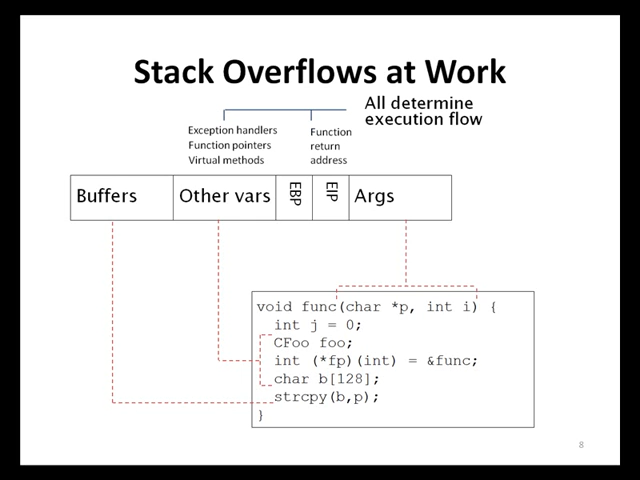 Stack Overflows at Work
All determine
execution flow
Exception handlers
Function pointers
Virtual methods
Function
return
address
Buffers
Other vars
EBP
EIP
Args
void func(char *p, int i) {
int j = 0;
CFoo foo;
int (*fp)(int) = &func;
char b[128];
strcpy(b,p);
}
8